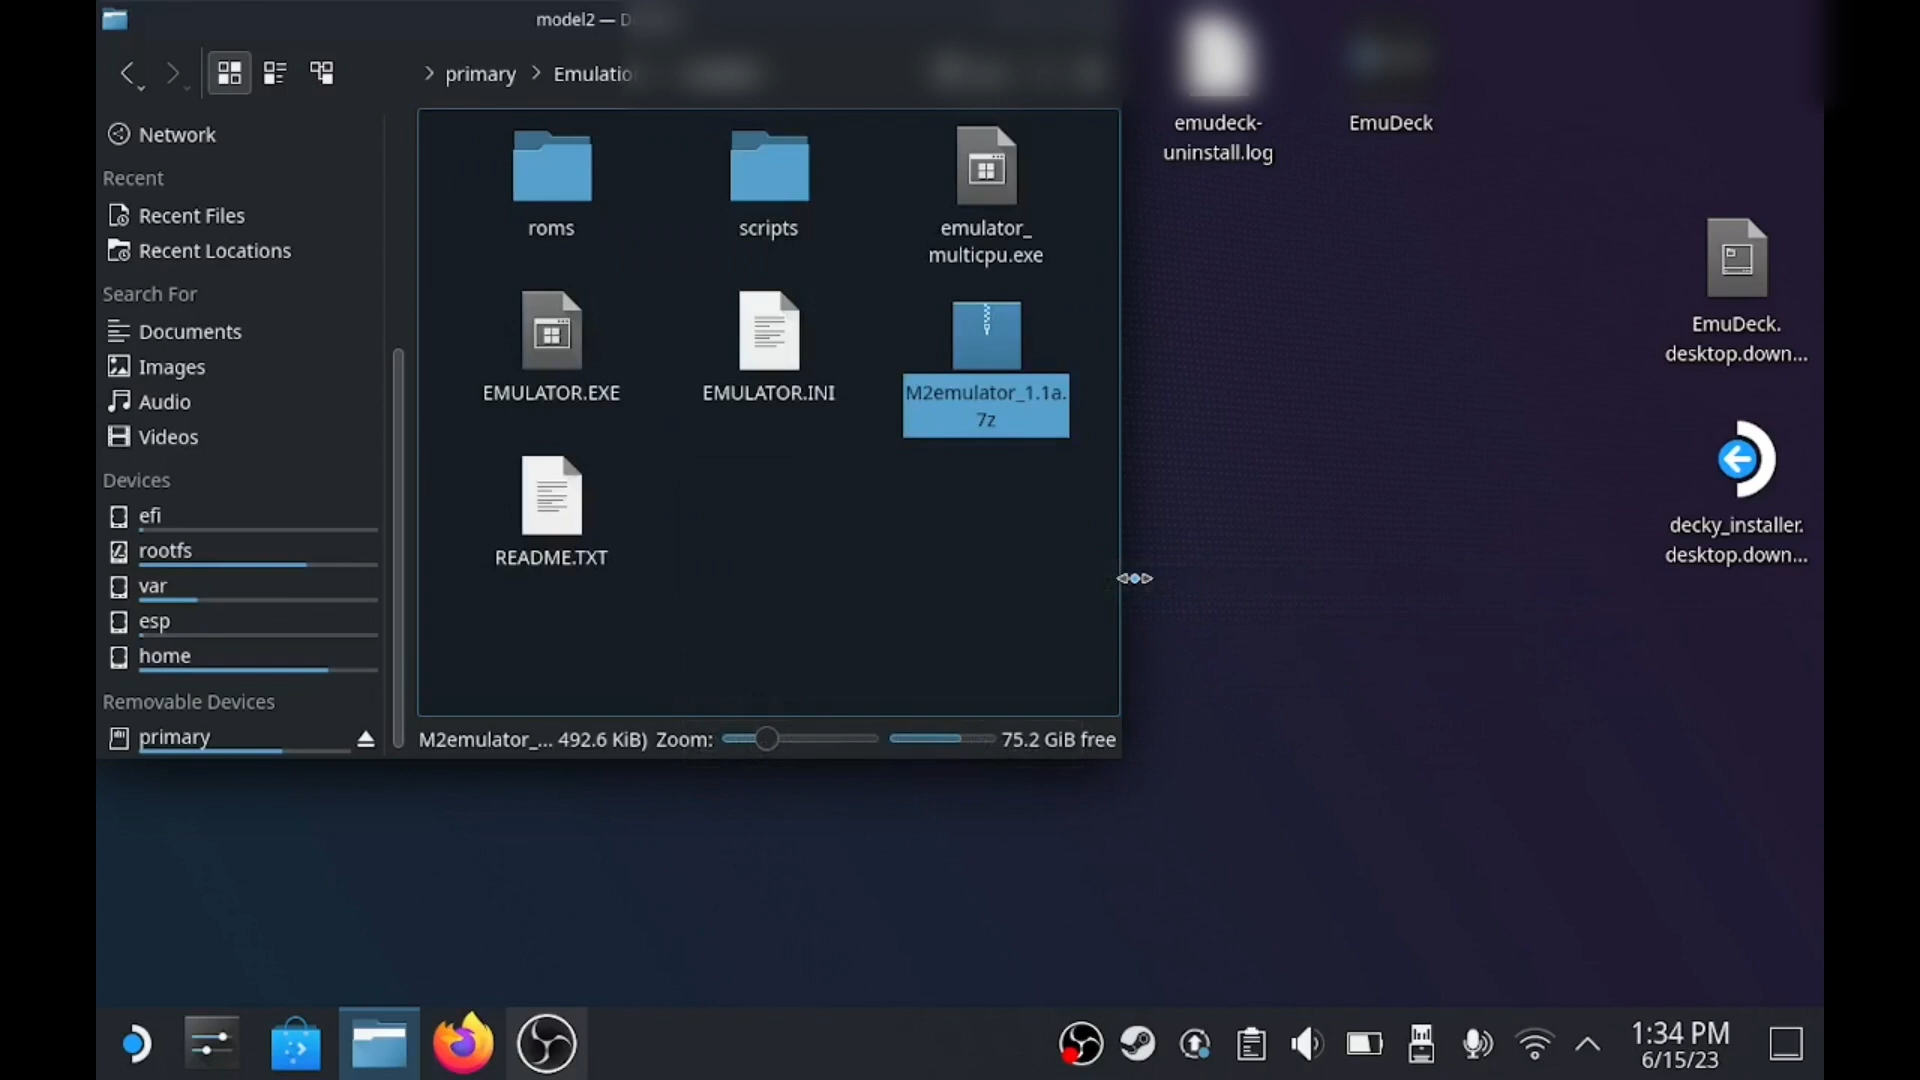 model2 — D
primary
Emulatio
Network
Recent
Recent Files
Recent Locations
Search For
Documents
Images
Audio
Videos
Devices
efi
rootfs
var
esp
home
Removable Devices
primary
roms
scripts
emulator_
multicpu.exe
EMULATOR.EXE
EMULATOR.INI
M2emulator_1.1a.
7z
README.TXT
M2emulator_... 492.6 KiB)
Zoom:
75.2 GiB free
emudeck-
uninstall.log
EmuDeck
EmuDeck.
desktop.down...
decky_installer.
desktop.down...
1:34 PM
6/15/23